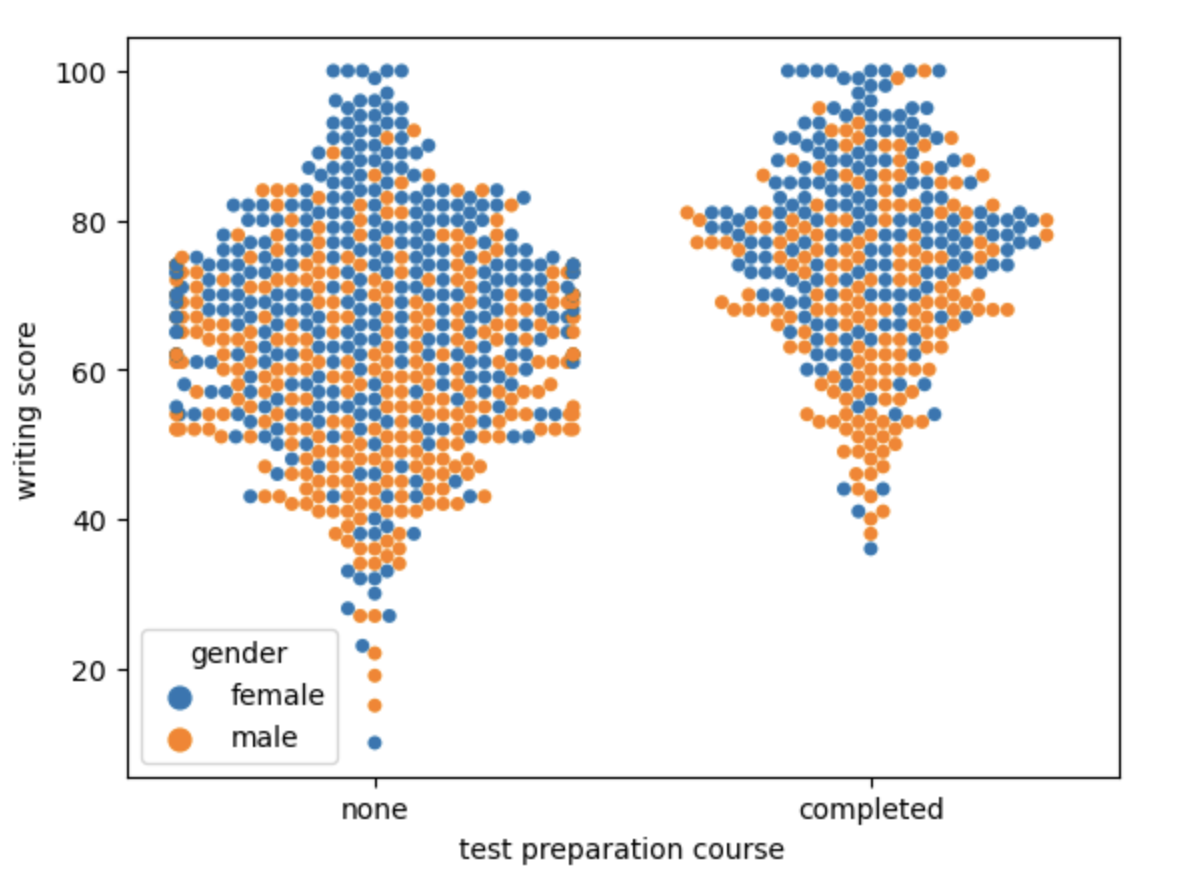 100
80
60
40
20
writing score
gender
female
male
none
completed
test preparation course